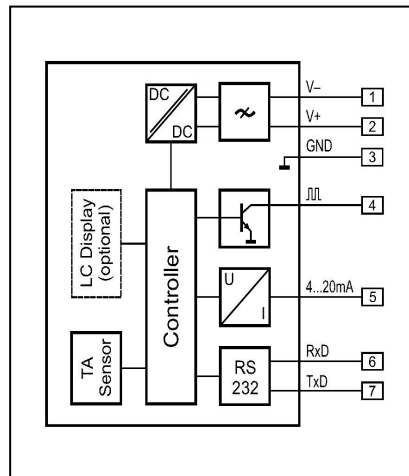 DC
DC
V–
1
V+
2
GND
3
4
LC Display
(optional)
Controller
U
I
4...20mA
5
TA
Sensor
RS
232
RxD
6
TxD
7